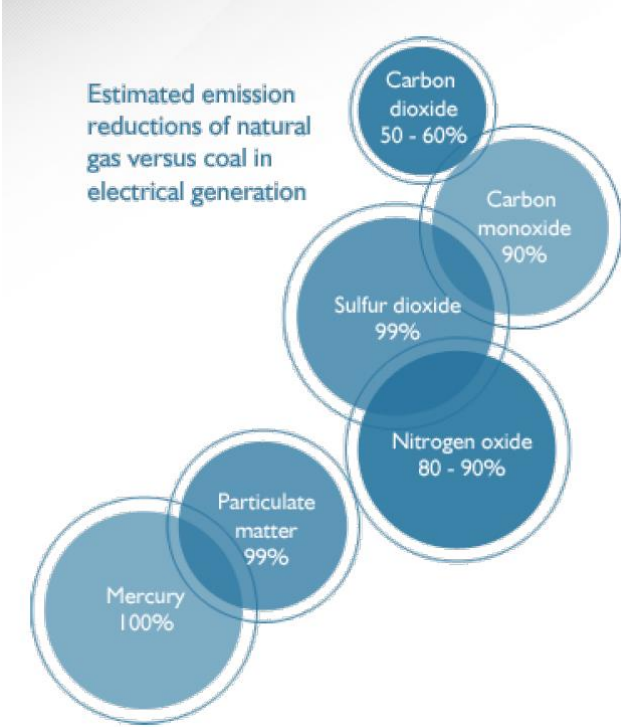 Estimated emission
reductions of natural
gas versus coal in
electrical generation
Carbon
dioxide
50 - 60%
Carbon
monoxide
90%
Sulfur dioxide
99%
Nitrogen oxide
80 - 90%
Particulate
matter
99%
Mercury
100%